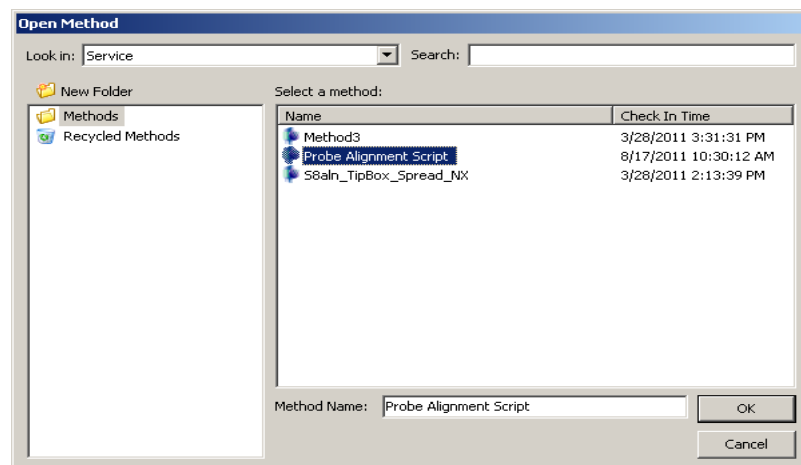 Open Method
Look in: Service Search:
New Folder
Select a method:
Methods
Recycled Methods
Name Check In Time
Method3 3/28/2011 3:31:31 PM
Probe Alignment Script 8/17/2011 10:30:12 AM
S8aln_TipBox_Spread_NX 3/28/2011 2:13:39 PM
Method Name: Probe Alignment Script
OK
Cancel